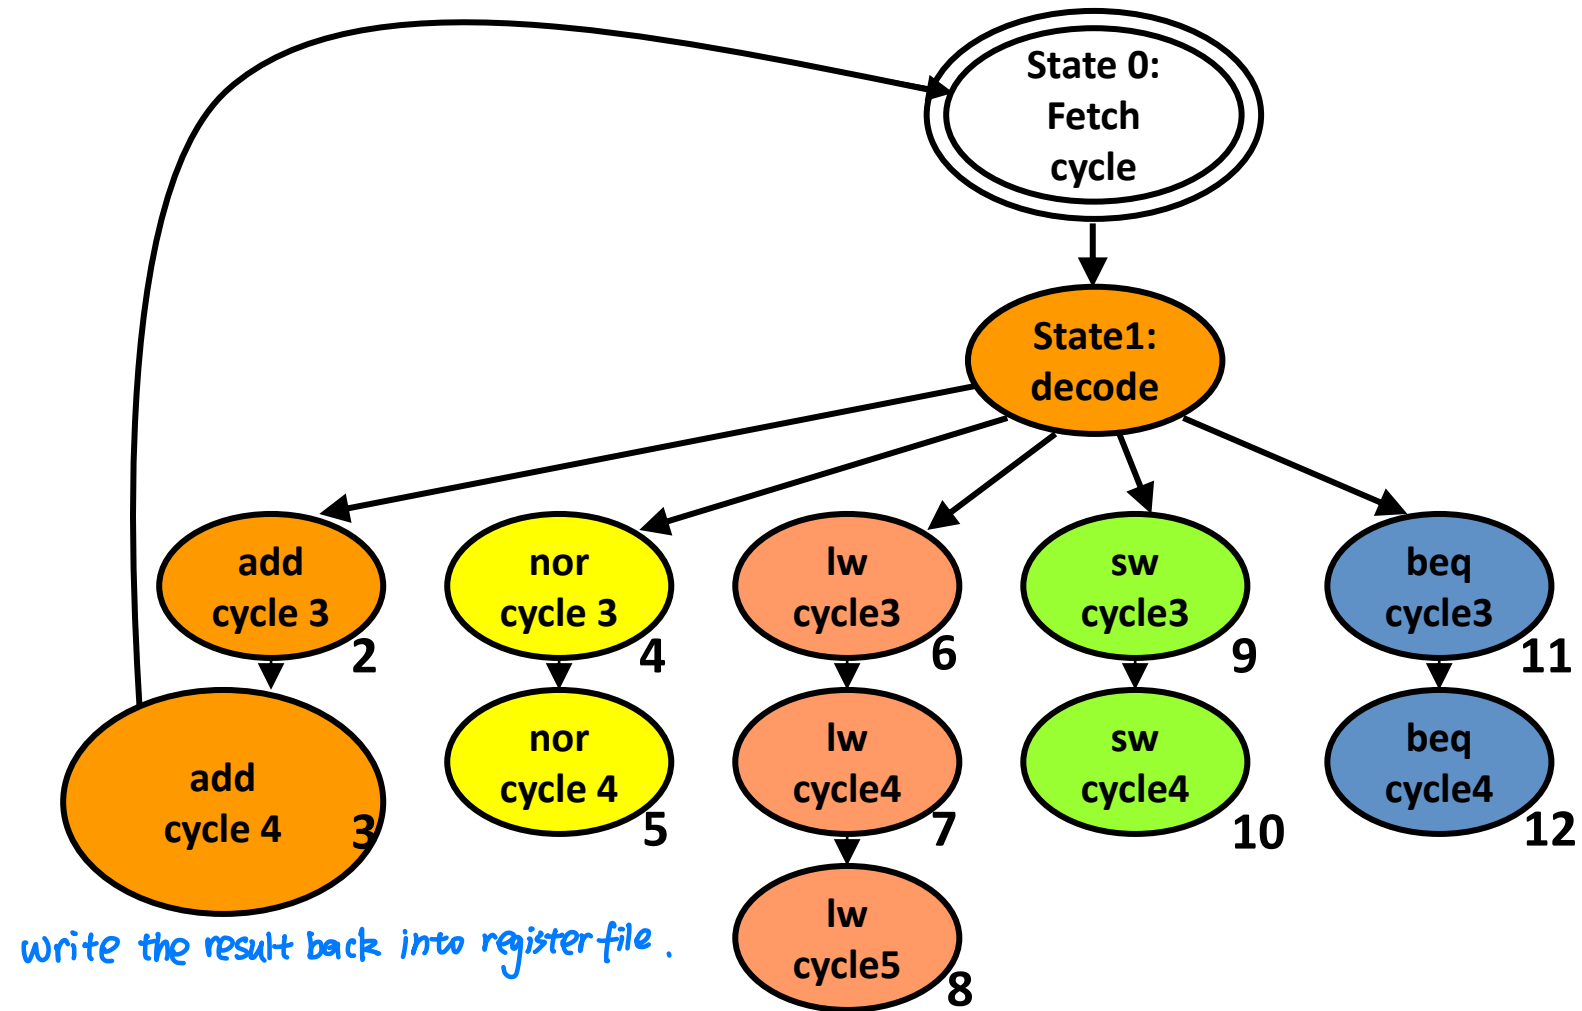 State 0:
Fetch
cycle
State1:
decode
add
cycle 3
2
nor
cycle 3
4
lw
cycle3
6
sw
cycle3
9
beq
cycle3
11
add
cycle 4
3
nor
cycle 4
5
lw
cycle4
7
sw
cycle4
10
beq
cycle4
12
lw
cycle5
8
write the result back into register file.